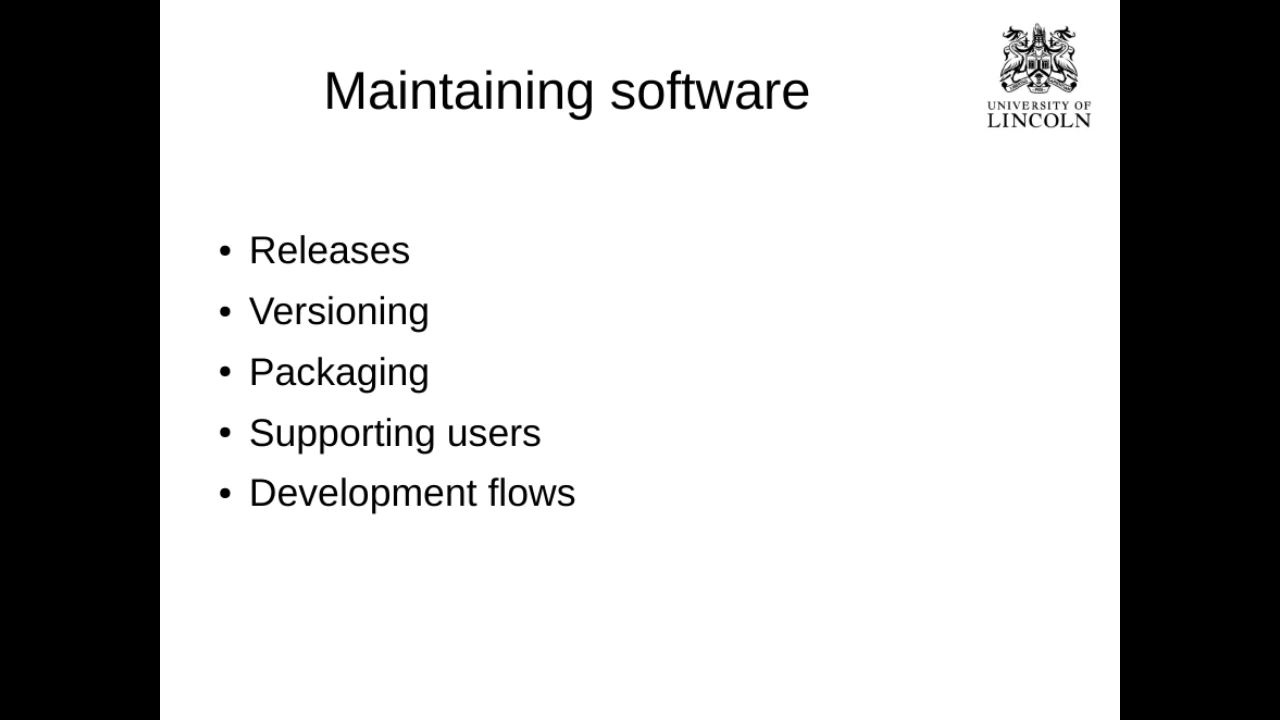 Maintaining software
UNIVERSITY OF
LINCOLN
• Releases
• Versioning
• Packaging
• Supporting users
• Development flows